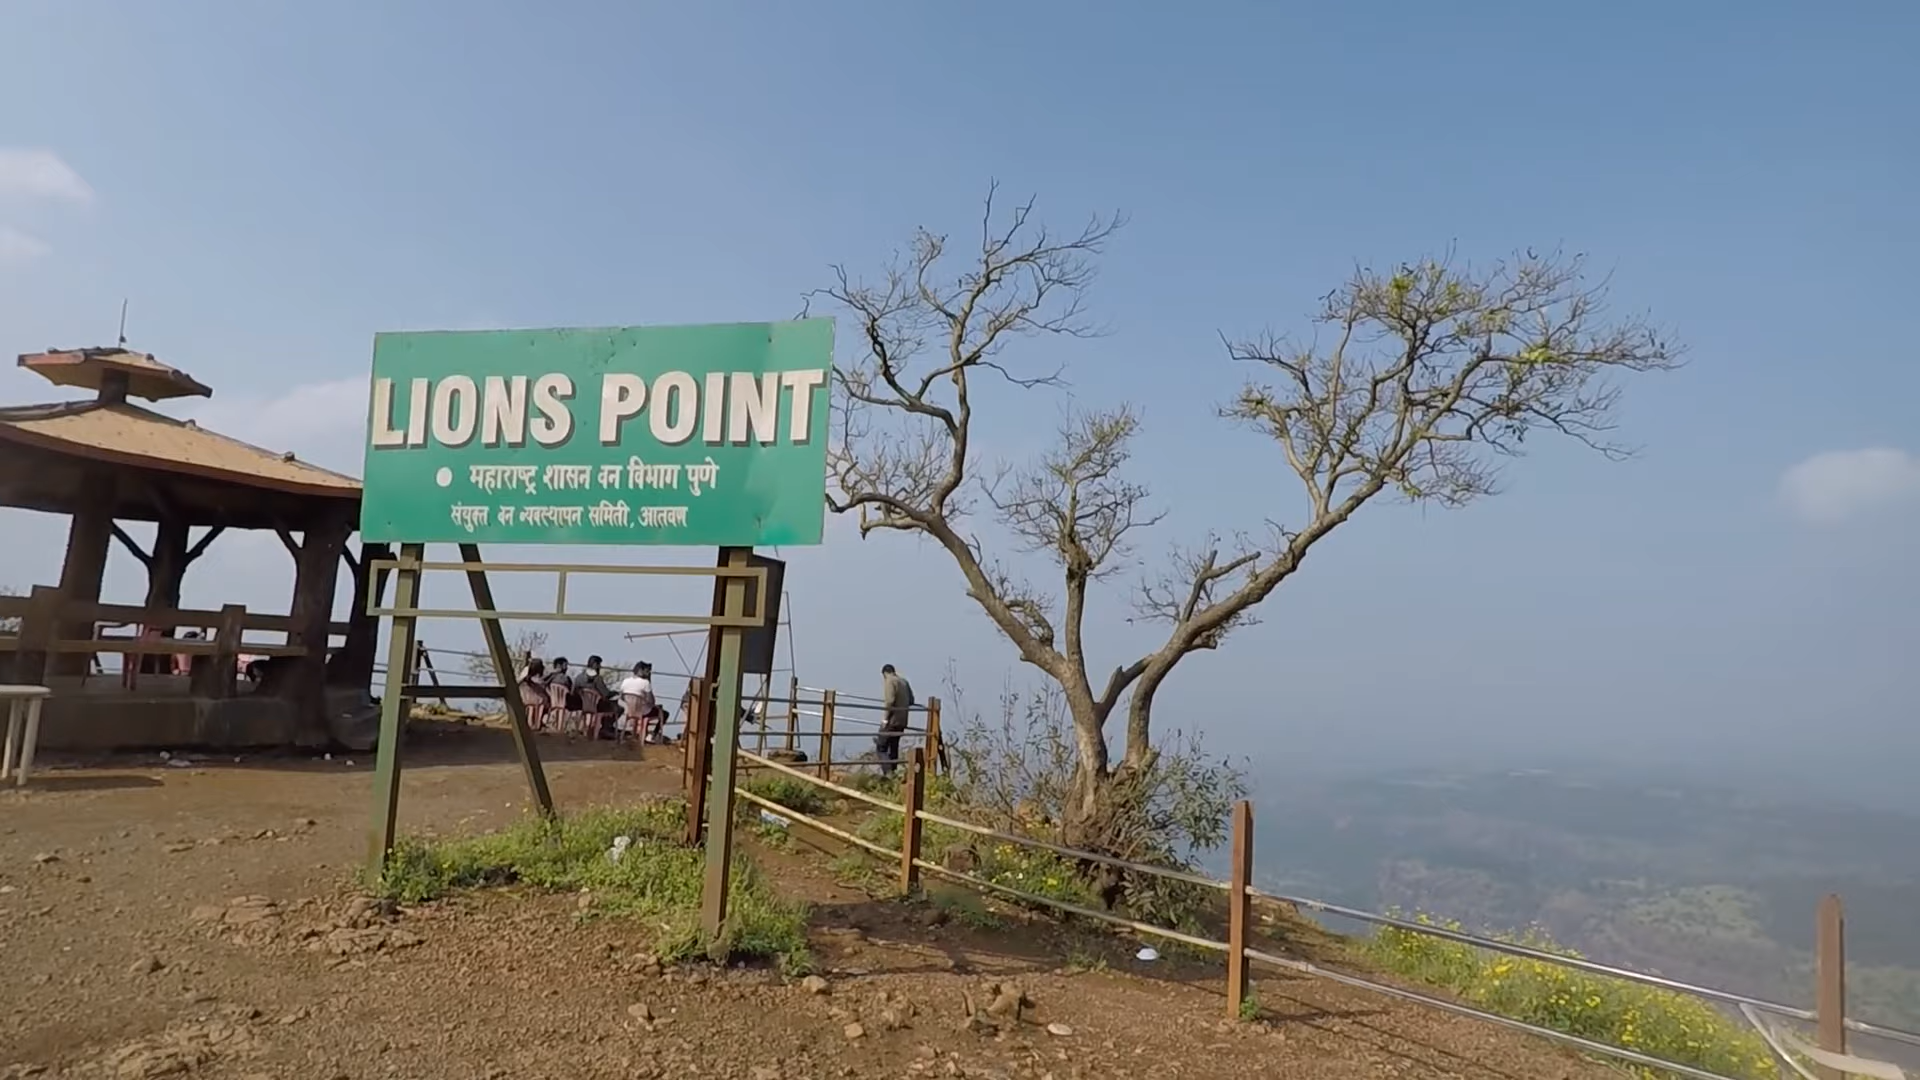 LIONS POINT
महाराष्ट्र शासन वन विभाग पुणे
संयुक्त वन व्यवस्थापन समिती, आतवण